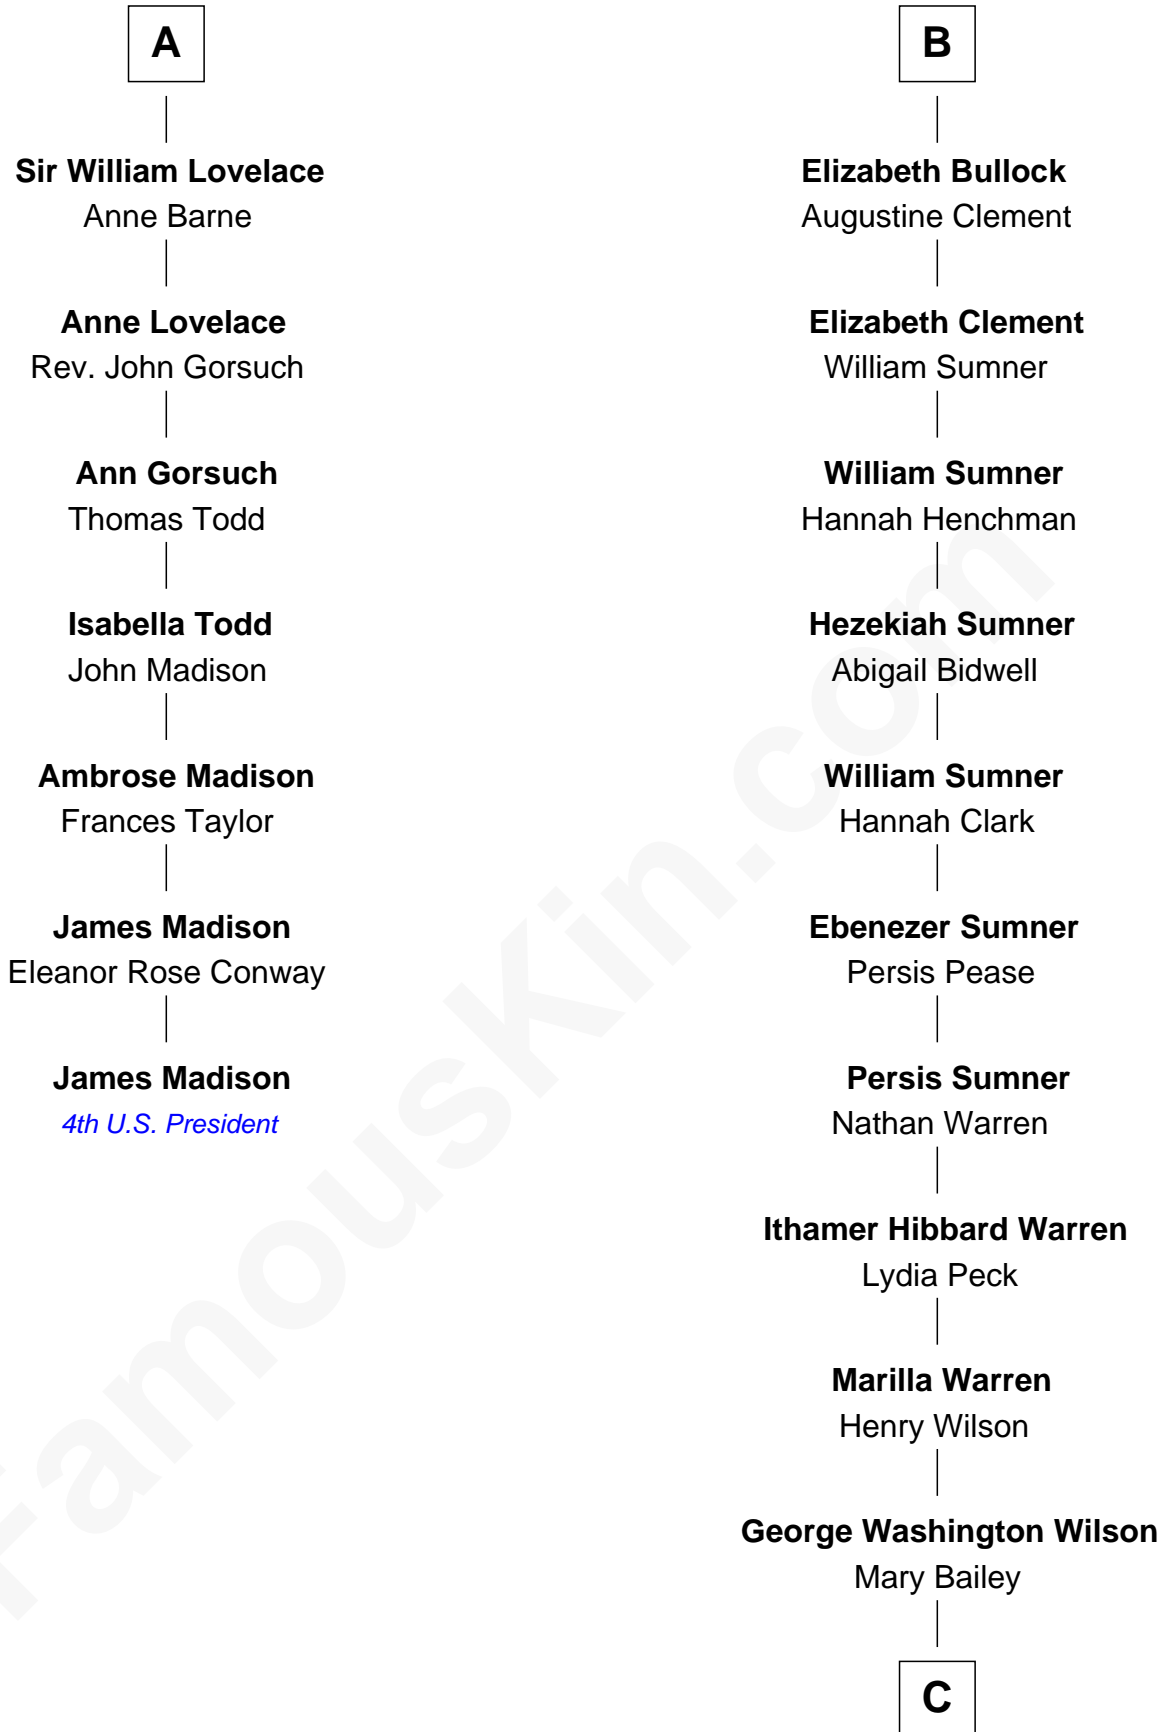 A
Sir William Lovelace
Anne Barne
Anne Lovelace
Rev. John Gorsuch
Ann Gorsuch
Thomas Todd
Isabella Todd
John Madison
Ambrose Madison
Frances Taylor
James Madison
Eleanor Rose Conway
James Madison
4th U.S. President
B
Elizabeth Bullock
Augustine Clement
Elizabeth Clement
William Sumner
William Sumner
Hannah Henchman
Hezekiah Sumner
Abigail Bidwell
William Sumner
Hannah Clark
Ebenezer Sumner
Persis Pease
Persis Sumner
Nathan Warren
Ithamer Hibbard Warren
Lydia Peck
Marilla Warren
Henry Wilson
George Washington Wilson
Mary Bailey
C
FamousKin.com